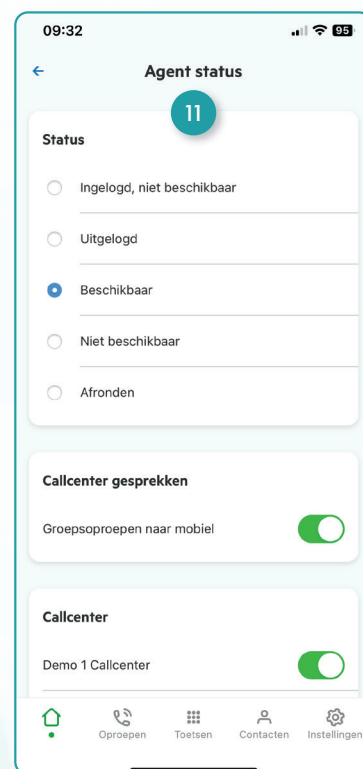 09:32
95
Agent status
11
Status
Ingelogd, niet beschikbaar
Uitgelogd
Beschikbaar
Niet beschikbaar
Afronden
Callcenter gesprekken
Groepsoproepen naar mobiel
Callcenter
Demo 1 Callcenter
Oproepen
Toetsen
Contacten
Instellingen